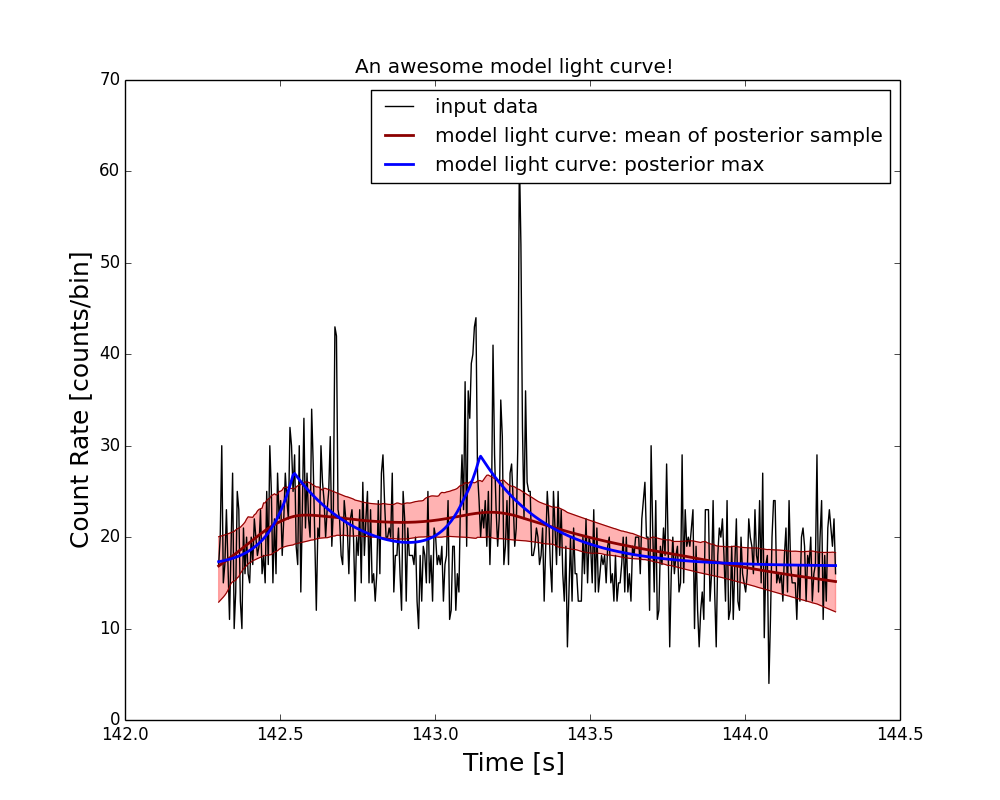 An awesome model light curve!
input data
model light curve: mean of posterior sample
model light curve: posterior max
Count Rate [counts/bin]
70
60
50
40
30
20
10
0
142.0 142.5 143.0 143.5 144.0 144.5
Time [s]